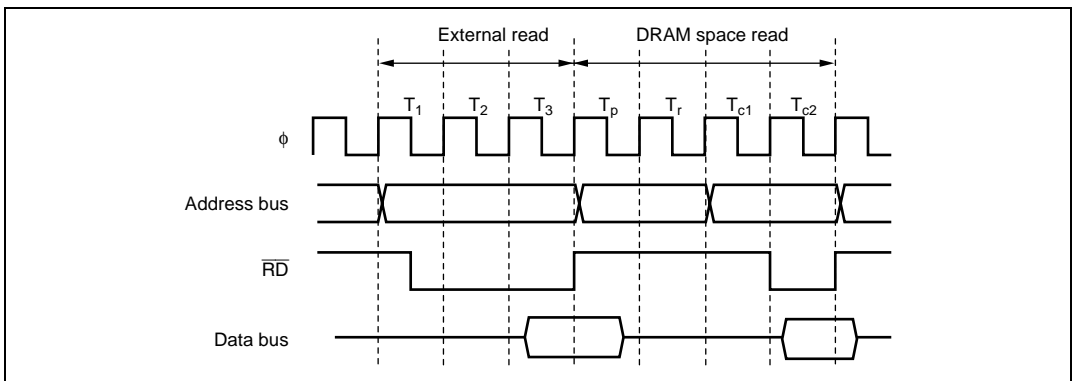 External read DRAM space read
T1 T2 T3 Tp Tr Tc1 Tc2
ϕ
Address bus
RD
Data bus